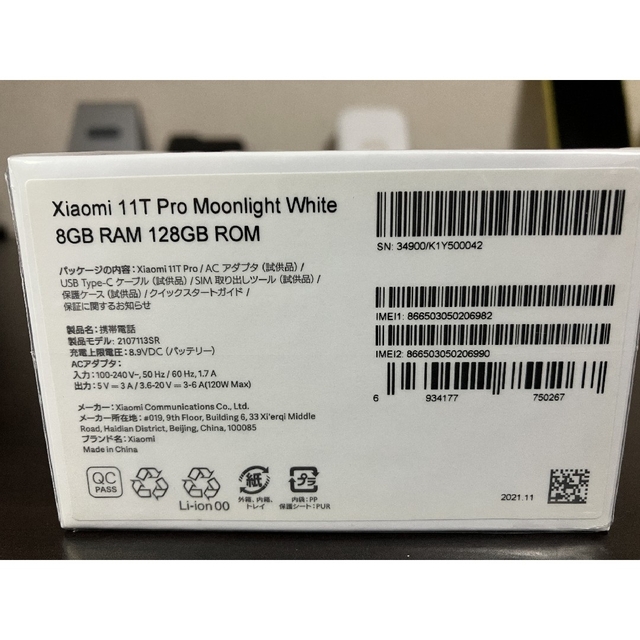 Xiaomi 11T Pro Moonlight White
8GB RAM 128GB ROM
パッケージの内容：Xiaomi 11T Pro / AC アダプタ（試供品）/
USB Type-C ケーブル（試供品）/ SIM 取り出しツール（試供品）/
保護ケース（試供品）/ クイックスタートガイド /
保証に関するお知らせ
製品名：携帯電話
製品モデル：2107113SR
充電上限電圧：8.9VDC（バッテリー）
ACアダプタ：
入力：100-240V~, 50 Hz / 60 Hz, 1.7 A
出力：5 V = 3 A / 3.6-20 V = 3-6 A(120W Max)
メーカー：Xiaomi Communications Co., Ltd.
メーカー所在地：#019, 9th Floor, Building 6, 33 Xi'erqi Middle
Road, Haidian District, Beijing, China, 100085
ブランド名：Xiaomi
Made in China
SN: 34900/K1Y500042
IMEI1: 866503050206982
IMEI2: 866503050206990
6 934177 750267
QC
PASS
Li-ion 00
紙
外箱、内箱、
トレイ
プラ
内袋：PP
保護シート：PUR
2021.11